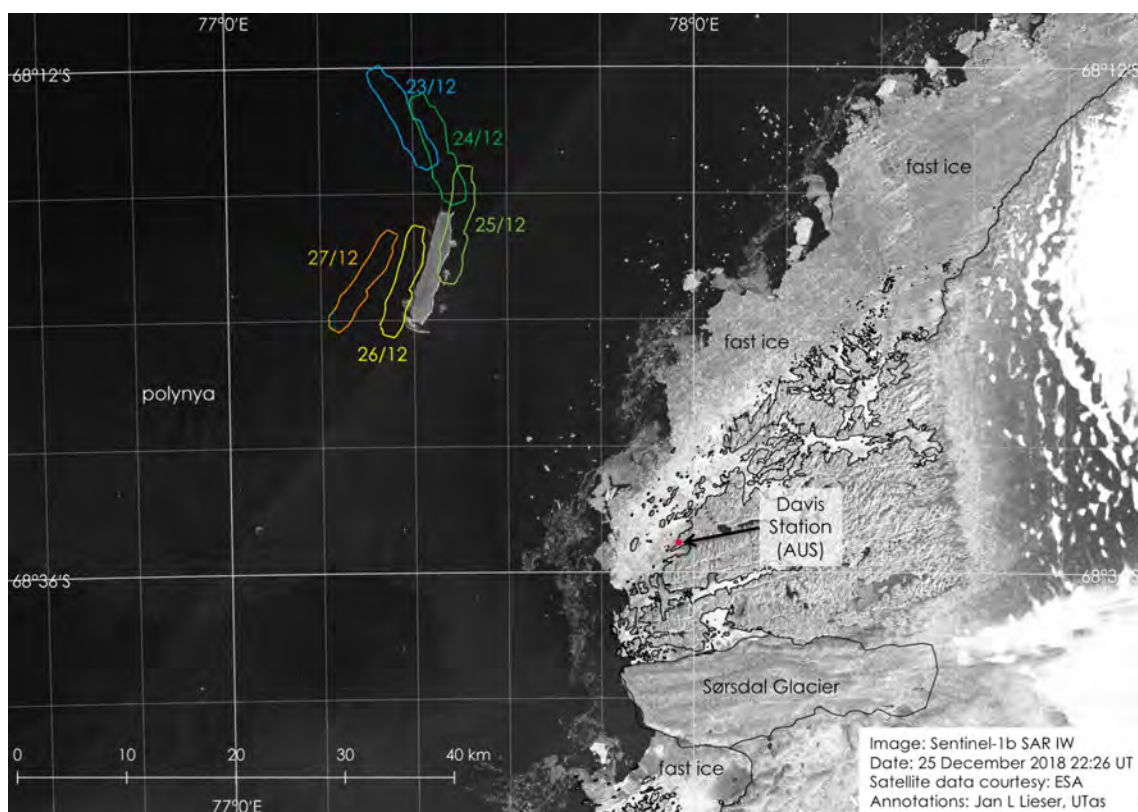 77°0'E
78°0'E
68°12'S
68°12'S
23/12
24/12
fast ice
25/12
27/12
26/12
fast ice
polynya
Davis
Station
(AUS)
68°36'S
68°3
Sørsdal Glacier
0 10 20 30 40 km
fast ice
77°0'E
Image: Sentinel-1b SAR IW
Date: 25 December 2018 22:26 UT
Satellite data courtesy: ESA
Annotations: Jan L Lieser, UTas